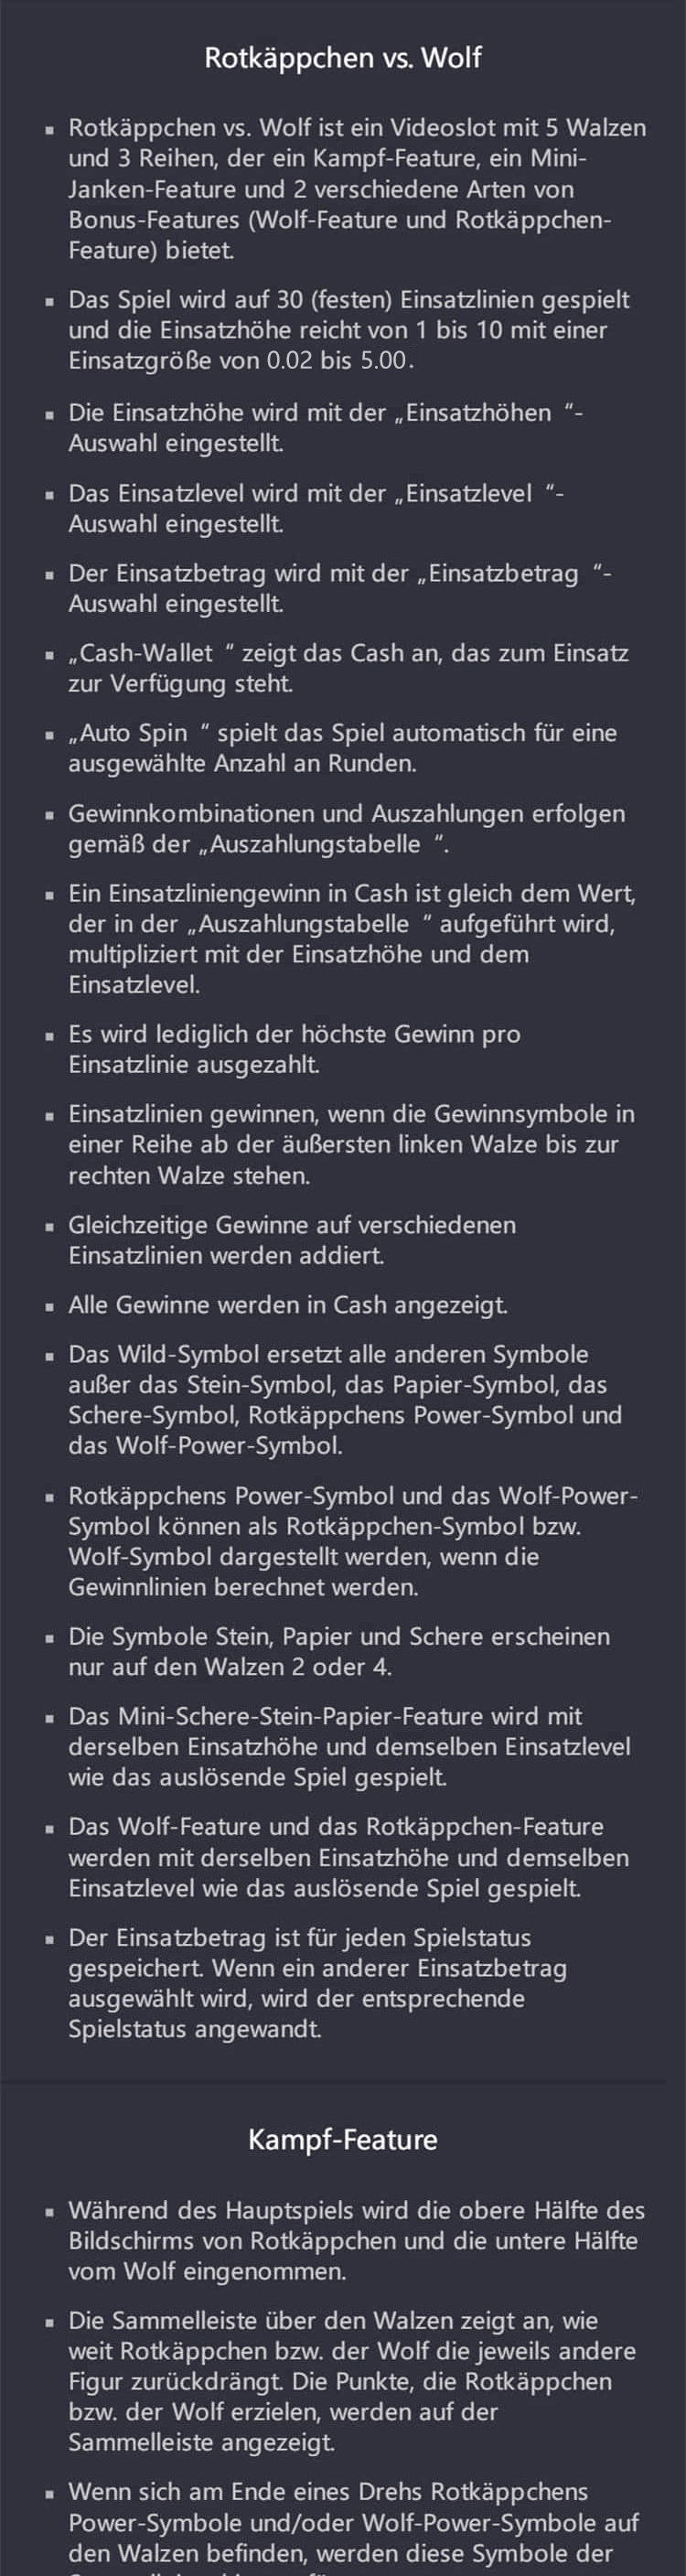 Rotkäppchen vs. Wolf
▪ Rotkäppchen vs. Wolf ist ein Videoslot mit 5 Walzen
und 3 Reihen, der ein Kampf-Feature, ein Mini-
Janken-Feature und 2 verschiedene Arten von
Bonus-Features (Wolf-Feature und Rotkäppchen-
Feature) bietet.
▪ Das Spiel wird auf 30 (festen) Einsatzlinien gespielt
und die Einsatzhöhe reicht von 1 bis 10 mit einer
Einsatzgröße von 0.02 bis 5.00.
▪ Die Einsatzhöhe wird mit der „Einsatzhöhen “-
Auswahl eingestellt.
▪ Das Einsatzlevel wird mit der „Einsatzlevel “-
Auswahl eingestellt.
▪ Der Einsatzbetrag wird mit der „Einsatzbetrag “-
Auswahl eingestellt.
▪ „Cash-Wallet “ zeigt das Cash an, das zum Einsatz
zur Verfügung steht.
▪ „Auto Spin “ spielt das Spiel automatisch für eine
ausgewählte Anzahl an Runden.
▪ Gewinnkombinationen und Auszahlungen erfolgen
gemäß der „Auszahlungstabelle “.
▪ Ein Einsatzliniengewinn in Cash ist gleich dem Wert,
der in der „Auszahlungstabelle “ aufgeführt wird,
multipliziert mit der Einsatzhöhe und dem
Einsatzlevel.
▪ Es wird lediglich der höchste Gewinn pro
Einsatzlinie ausgezahlt.
▪ Einsatzlinien gewinnen, wenn die Gewinnsymbole in
einer Reihe ab der äußersten linken Walze bis zur
rechten Walze stehen.
▪ Gleichzeitige Gewinne auf verschiedenen
Einsatzlinien werden addiert.
▪ Alle Gewinne werden in Cash angezeigt.
▪ Das Wild-Symbol ersetzt alle anderen Symbole
außer das Stein-Symbol, das Papier-Symbol, das
Schere-Symbol, Rotkäppchens Power-Symbol und
das Wolf-Power-Symbol.
▪ Rotkäppchens Power-Symbol und das Wolf-Power-
Symbol können als Rotkäppchen-Symbol bzw.
Wolf-Symbol dargestellt werden, wenn die
Gewinnlinien berechnet werden.
▪ Die Symbole Stein, Papier und Schere erscheinen
nur auf den Walzen 2 oder 4.
▪ Das Mini-Schere-Stein-Papier-Feature wird mit
derselben Einsatzhöhe und demselben Einsatzlevel
wie das auslösende Spiel gespielt.
▪ Das Wolf-Feature und das Rotkäppchen-Feature
werden mit derselben Einsatzhöhe und demselben
Einsatzlevel wie das auslösende Spiel gespielt.
▪ Der Einsatzbetrag ist für jeden Spielstatus
gespeichert. Wenn ein anderer Einsatzbetrag
ausgewählt wird, wird der entsprechende
Spielstatus angewandt.
Kampf-Feature
▪ Während des Hauptspiels wird die obere Hälfte des
Bildschirms von Rotkäppchen und die untere Hälfte
vom Wolf eingenommen.
▪ Die Sammelleiste über den Walzen zeigt an, wie
weit Rotkäppchen bzw. der Wolf die jeweils andere
Figur zurückdrängt. Die Punkte, die Rotkäppchen
bzw. der Wolf erzielen, werden auf der
Sammelleiste angezeigt.
▪ Wenn sich am Ende eines Drehs Rotkäppchens
Power-Symbole und/oder Wolf-Power-Symbole auf
den Walzen befinden, werden diese Symbole der